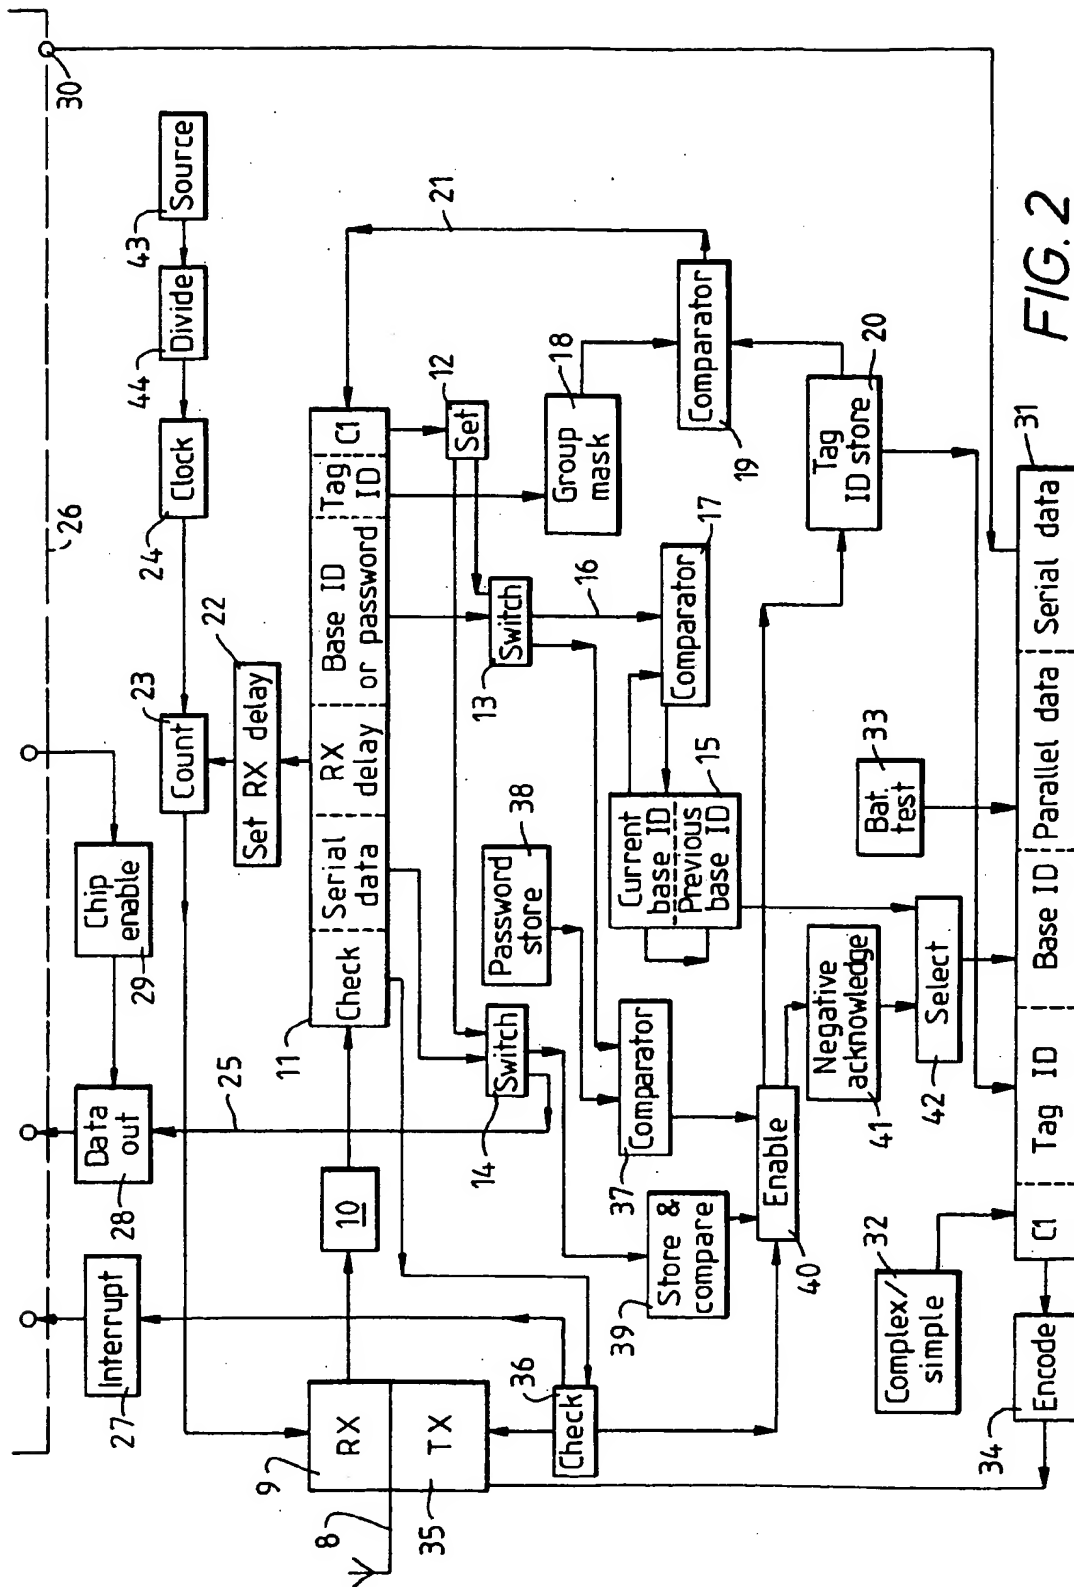 26
30
Interrupt
27
Data
out
28
Chip
enable
29
Count
23
Clock
24
Divide
44
Source
43
25
Set RX delay
22
10
11
Check
Serial
data
RX
delay
Base ID
or password
Tag
ID
C1
8
9
RX
TX
35
12
Set
21
36
Check
14
Switch
Password
store
38
13
Switch
16
Group
mask
18
39
Store &
compare
37
Comparator
Current
base ID
Previous
base ID
15
Comparator
17
Comparator
19
Enable
40
Negative
acknowledge
41
Tag
ID store
20
Complex/
simple
32
Select
42
Bat.
test
33
34
Encode
C1
Tag ID
Base ID
Parallel data
Serial data
31
FIG. 2